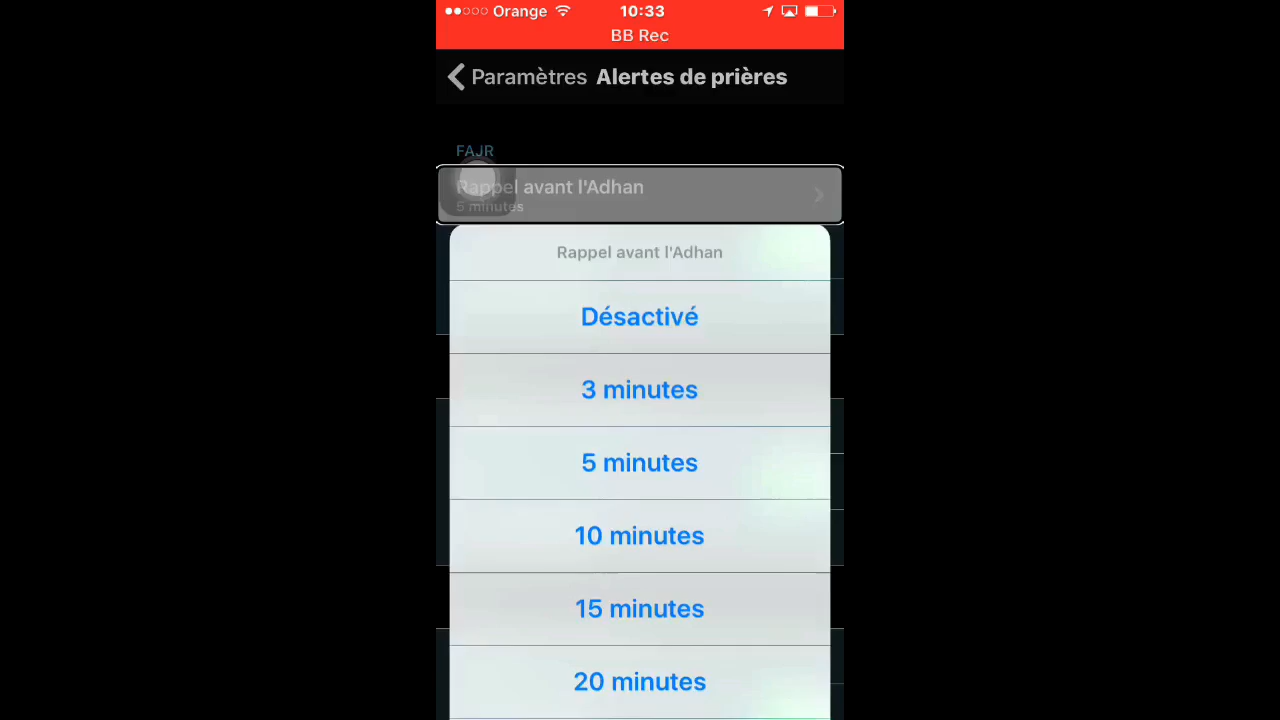 Orange 10:33
BB Rec
Paramètres Alertes de prières
FAJR
Rappel avant l'Adhan
5 minutes
Rappel avant l'Adhan
Désactivé
3 minutes
5 minutes
10 minutes
15 minutes
20 minutes